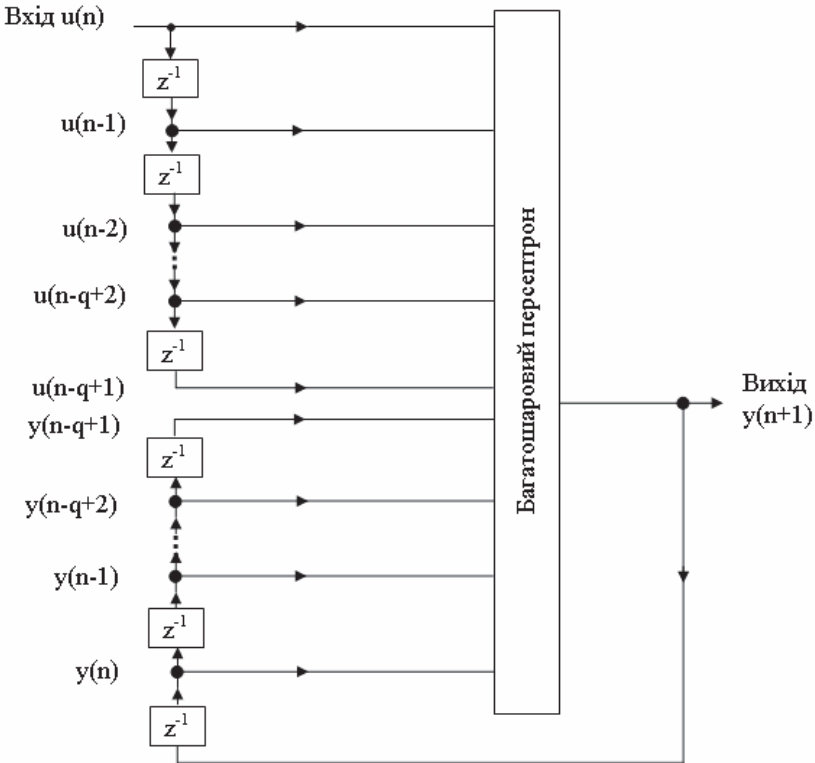 Вхід u(n)
z-1
u(n-1)
z-1
u(n-2)
u(n-q+2)
z-1
u(n-q+1)
y(n-q+1)
z-1
y(n-q+2)
y(n-1)
z-1
y(n)
z-1
Багатошаровий персептрон
Вихід
y(n+1)